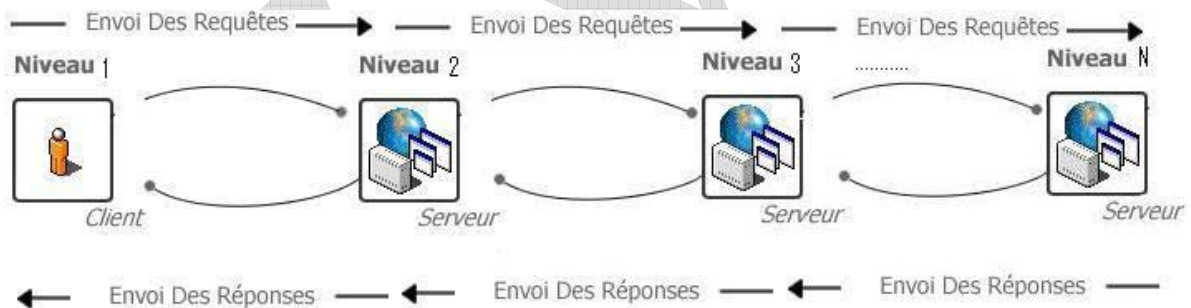 Envoi Des Requêtes Envoi Des Requêtes Envoi Des Requêtes
Niveau 1 Niveau 2 Niveau 3 ........... Niveau N
Client Serveur Serveur Serveur
Envoi Des Réponses Envoi Des Réponses Envoi Des Réponses